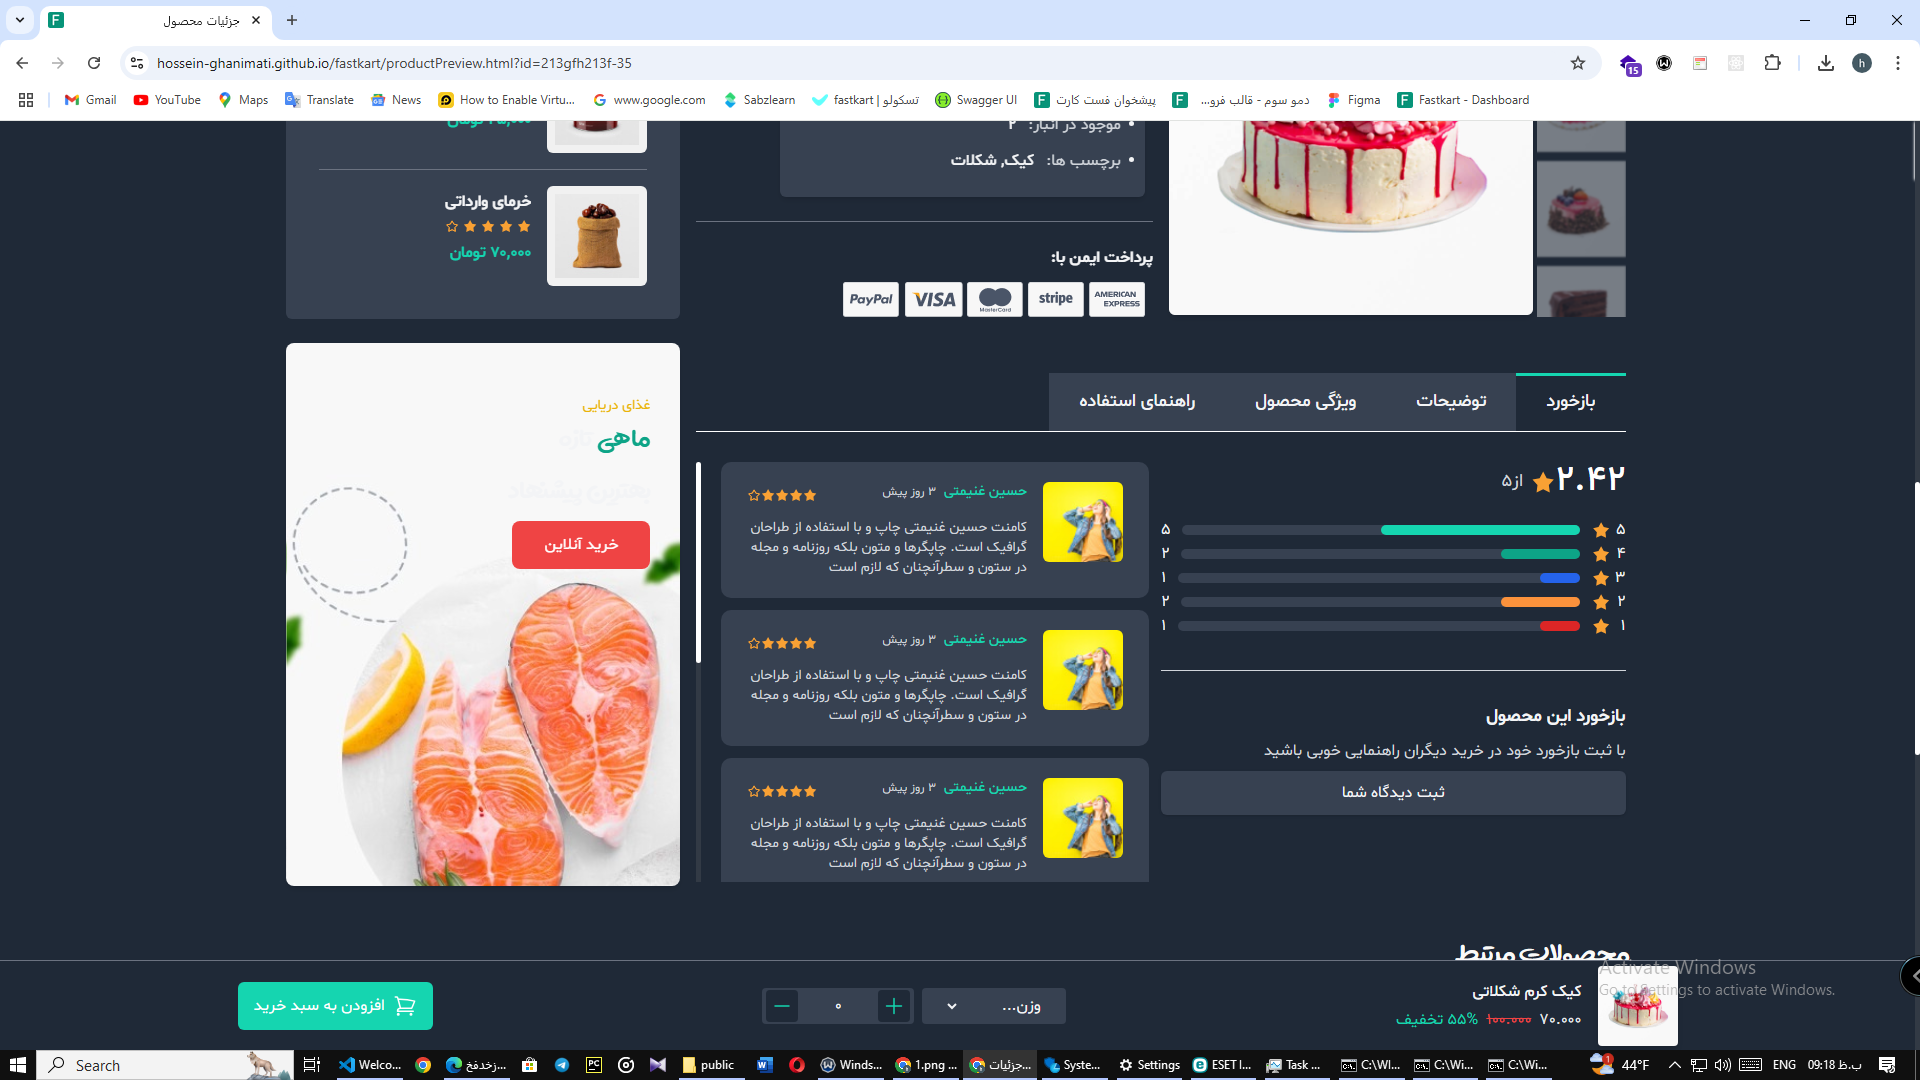 جزئیات محصول
hossein-ghanimati.github.io/fastkart/productPreview.html?id=213gfh213f-35
15
h
Gmail
YouTube
Maps
Translate
News
How to Enable Virtu...
www.google.com
Sabzlearn
fastkart | تسکولو
Swagger UI
پیشخوان فست کارت
دمو سوم - قالب فرو...
Figma
Fastkart - Dashboard
موجود در انبار: ۲
برچسب ها: کیک, شکلات
پرداخت ایمن با:
PayPal
VISA
MasterCard
stripe
AMERICAN EXPRESS
خرمای وارداتی
۷۰,۰۰۰ تومان
غذای دریایی
ماهی تازه
بهترین پیشنهاد
خرید آنلاین
بازخورد
توضیحات
ویژگی محصول
راهنمای استفاده
۲.۴۲ از۵
۵ ۵
۴ ۲
۳ ۱
۲ ۲
۱ ۱
بازخورد این محصول
با ثبت بازخورد خود در خرید دیگران راهنمایی خوبی باشید
ثبت دیدگاه شما
حسین غنیمتی ۳ روز پیش
کامنت حسین غنیمتی چاپ و با استفاده از طراحان
گرافیک است. چاپگرها و متون بلکه روزنامه و مجله
در ستون و سطرآنچنان که لازم است
حسین غنیمتی ۳ روز پیش
کامنت حسین غنیمتی چاپ و با استفاده از طراحان
گرافیک است. چاپگرها و متون بلکه روزنامه و مجله
در ستون و سطرآنچنان که لازم است
حسین غنیمتی ۳ روز پیش
کامنت حسین غنیمتی چاپ و با استفاده از طراحان
گرافیک است. چاپگرها و متون بلکه روزنامه و مجله
در ستون و سطرآنچنان که لازم است
محصولات مرتبط
Activate Windows
Go to Settings to activate Windows.
کیک کرم شکلاتی
۷۰.۰۰۰ ۱۰۰.۰۰۰ ۵۵% تخفیف
وزن...
۰
افزودن به سبد خرید
Search
Welco...
زخدفخ...
public
Winds...
1.png ...
جزئیات...
Syste...
Settings
ESET I...
Task ...
C:\WI...
C:\Wi...
C:\Wi...
1
44°F
ENG
09:18 ب.ظ